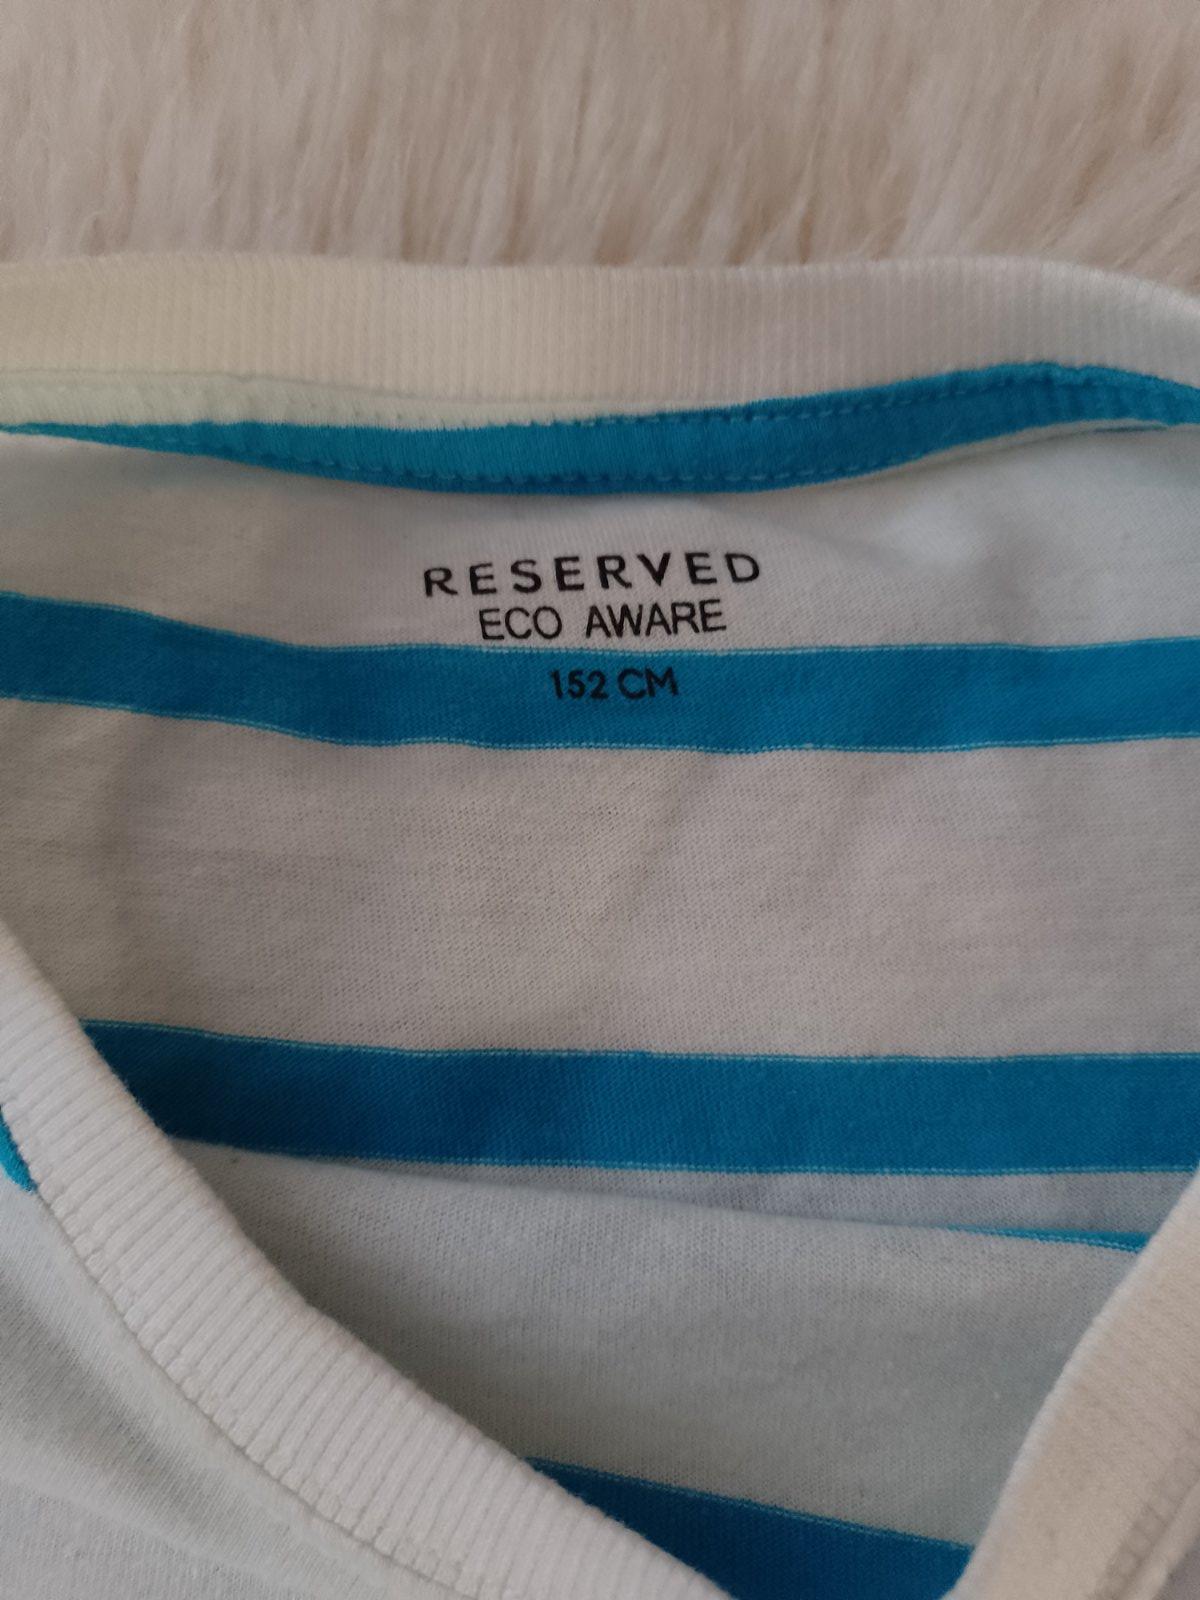 RESERVED
ECO AWARE
152 CM